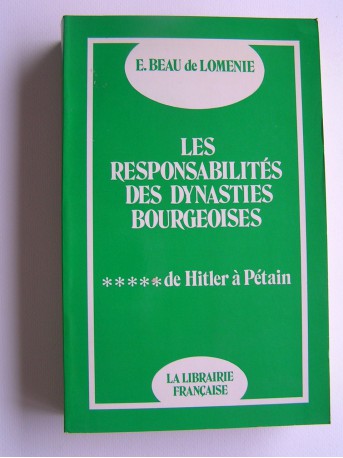 E. BEAU de LOMENIE
LES
RESPONSABILITÉS
DES DYNASTIES
BOURGEOISES
*****de Hitler à Pétain
LA LIBRAIRIE
FRANÇAISE